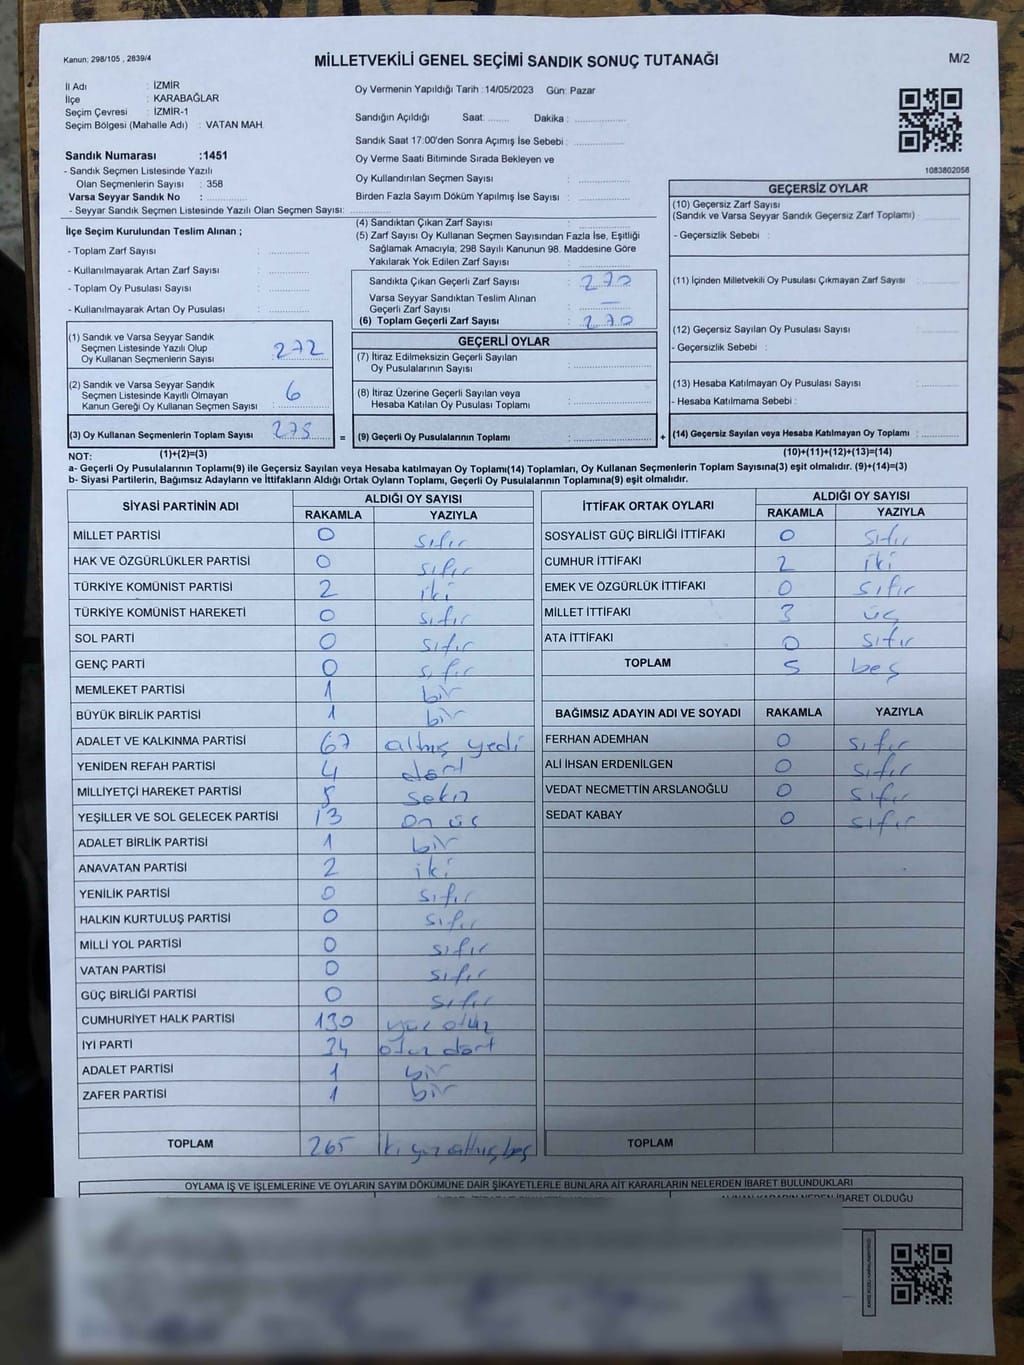 Kanun: 298/105 , 2839/4
MİLLETVEKİLİ GENEL SEÇİMİ SANDIK SONUÇ TUTANAĞI
M/2
İl Adı : İZMİR
İlçe : KARABAĞLAR
Seçim Çevresi : İZMİR-1
Seçim Bölgesi (Mahalle Adı) : VATAN MAH
Sandık Numarası :1451
- Sandık Seçmen Listesinde Yazılı
Olan Seçmenlerin Sayısı : 358
Varsa Seyyar Sandık No :
- Seyyar Sandık Seçmen Listesinde Yazılı Olan Seçmen Sayısı:
Oy Vermenin Yapıldığı Tarih :14/05/2023 Gün: Pazar
Sandığın Açıldığı Saat: Dakika :
Sandık Saat 17:00'den Sonra Açımış İse Sebebi :
Oy Verme Saati Bitiminde Sırada Bekleyen ve
Oy Kullandırılan Seçmen Sayısı :
Birden Fazla Sayım Döküm Yapılmış İse Sayısı :
1083802058
İlçe Seçim Kurulundan Teslim Alınan ;
- Toplam Zarf Sayısı :
- Kullanılmayarak Artan Zarf Sayısı :
- Toplam Oy Pusulası Sayısı :
- Kullanılmayarak Artan Oy Pusulası :
(1) Sandık ve Varsa Seyyar Sandık
Seçmen Listesinde Yazılı Olup
Oy Kullanan Seçmenlerin Sayısı 272
(2) Sandık ve Varsa Seyyar Sandık
Seçmen Listesinde Kayıtlı Olmayan
Kanun Gereği Oy Kullanan Seçmen Sayısı 6
(3) Oy Kullanan Seçmenlerin Toplam Sayısı
(1)+(2)=(3)
(4) Sandıktan Çıkan Zarf Sayısı :
(5) Zarf Sayısı Oy Kullanan Seçmen Sayısından Fazla İse, Eşitliği
Sağlamak Amacıyla; 298 Sayılı Kanunun 98. Maddesine Göre
Yakılarak Yok Edilen Zarf Sayısı :
Sandıkta Çıkan Geçerli Zarf Sayısı : 270
Varsa Seyyar Sandıktan Teslim Alınan
Geçerli Zarf Sayısı : —
(6) Toplam Geçerli Zarf Sayısı : 270
GEÇERLİ OYLAR
(7) İtiraz Edilmeksizin Geçerli Sayılan
Oy Pusulalarının Sayısı :
(8) İtiraz Üzerine Geçerli Sayılan veya
Hesaba Katılan Oy Pusulası Toplamı :
= (9) Geçerli Oy Pusulalarının Toplamı :
GEÇERSİZ OYLAR
(10) Geçersiz Zarf Sayısı
(Sandık ve Varsa Seyyar Sandık Geçersiz Zarf Toplamı) :
- Geçersizlik Sebebi :
(11) İçinden Milletvekili Oy Pusulası Çıkmayan Zarf Sayısı :
(12) Geçersiz Sayılan Oy Pusulası Sayısı :
- Geçersizlik Sebebi :
(13) Hesaba Katılmayan Oy Pusulası Sayısı :
- Hesaba Katılmama Sebebi :
+ (14) Geçersiz Sayılan veya Hesaba Katılmayan Oy Toplamı :
(10)+(11)+(12)+(13)=(14)
NOT:
a- Geçerli Oy Pusulalarının Toplamı(9) ile Geçersiz Sayılan veya Hesaba katılmayan Oy Toplamı(14) Toplamları, Oy Kullanan Seçmenlerin Toplam Sayısına(3) eşit olmalıdır. (9)+(14)=(3)
b- Siyasi Partilerin, Bağımsız Adayların ve İttifakların Aldığı Ortak Oyların Toplamı, Geçerli Oy Pusulalarının Toplamına(9) eşit olmalıdır.
SİYASİ PARTİNİN ADI ALDIĞI OY SAYISI
RAKAMLA YAZIYLA
MİLLET PARTİSİ 0 sıfır
HAK VE ÖZGÜRLÜKLER PARTİSİ 0 sıfır
TÜRKİYE KOMÜNİST PARTİSİ 2 iki
TÜRKİYE KOMÜNİST HAREKETİ 0 sıfır
SOL PARTİ 0 sıfır
GENÇ PARTİ 0 sıfır
MEMLEKET PARTİSİ 1 bir
BÜYÜK BİRLİK PARTİSİ 1 bir
ADALET VE KALKINMA PARTİSİ 67 altmış yedi
YENİDEN REFAH PARTİSİ 4 dört
MİLLİYETÇİ HAREKET PARTİSİ sekiz
YEŞİLLER VE SOL GELECEK PARTİSİ 13 on üç
ADALET BİRLİK PARTİSİ 1 bir
ANAVATAN PARTİSİ 2 iki
YENİLİK PARTİSİ 0 sıfır
HALKIN KURTULUŞ PARTİSİ 0 sıfır
MİLLİ YOL PARTİSİ 0 sıfır
VATAN PARTİSİ 0 sıfır
GÜÇ BİRLİĞİ PARTİSİ 0 sıfır
CUMHURİYET HALK PARTİSİ 130 yüz otuz
İYİ PARTİ 34 otuz dört
ADALET PARTİSİ 1 bir
ZAFER PARTİSİ 1 bir
TOPLAM 265 iki yüz altmış beş
İTTİFAK ORTAK OYLARI ALDIĞI OY SAYISI
RAKAMLA YAZIYLA
SOSYALİST GÜÇ BİRLİĞİ İTTİFAKI 0 sıfır
CUMHUR İTTİFAKI 2 iki
EMEK VE ÖZGÜRLÜK İTTİFAKI 0 sıfır
MİLLET İTTİFAKI 3 üç
ATA İTTİFAKI 0 sıfır
TOPLAM 5 beş
BAĞIMSIZ ADAYIN ADI VE SOYADI RAKAMLA YAZIYLA
FERHAN ADEMHAN 0 sıfır
ALİ İHSAN ERDENİLGEN 0 sıfır
VEDAT NECMETTİN ARSLANOĞLU 0 sıfır
SEDAT KABAY 0 sıfır
TOPLAM
OYLAMA İŞ VE İŞLEMLERİNE VE OYLARIN SAYIM DÖKÜMÜNE DAİR ŞİKAYETLERLE BUNLARA AİT KARARLARIN NELERDEN İBARET BULUNDUKLARI
ALINAN KARARIN NEDEN İBARET OLDUĞU